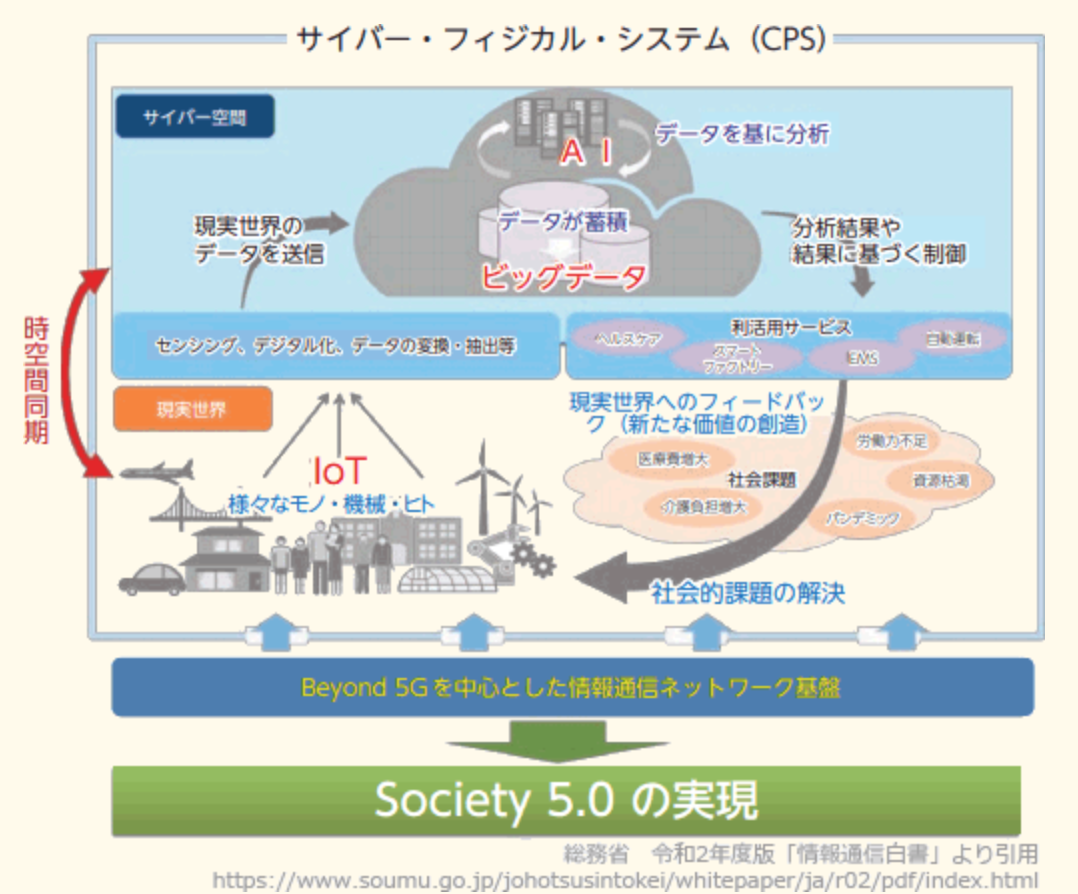 サイバー・フィジカル・システム（CPS）
サイバー空間
データを基に分析
ＡＩ
現実世界の
データを送信
データが蓄積
ビッグデータ
分析結果や
結果に基づく制御
時空間同期
センシング、デジタル化、データの変換・抽出等
利活用サービス
ヘルスケア
スマート
ファクトリー
EMS
自動運転
現実世界
IoT
様々なモノ・機械・ヒト
現実世界へのフィードバッ
ク（新たな価値の創造）
医療費増大
労働力不足
社会課題
資源枯渇
介護負担増大
パンデミック
社会的課題の解決
Beyond 5Gを中心とした情報通信ネットワーク基盤
Society 5.0 の実現
総務省　令和2年度版「情報通信白書」より引用
https://www.soumu.go.jp/johotsusintokei/whitepaper/ja/r02/pdf/index.html